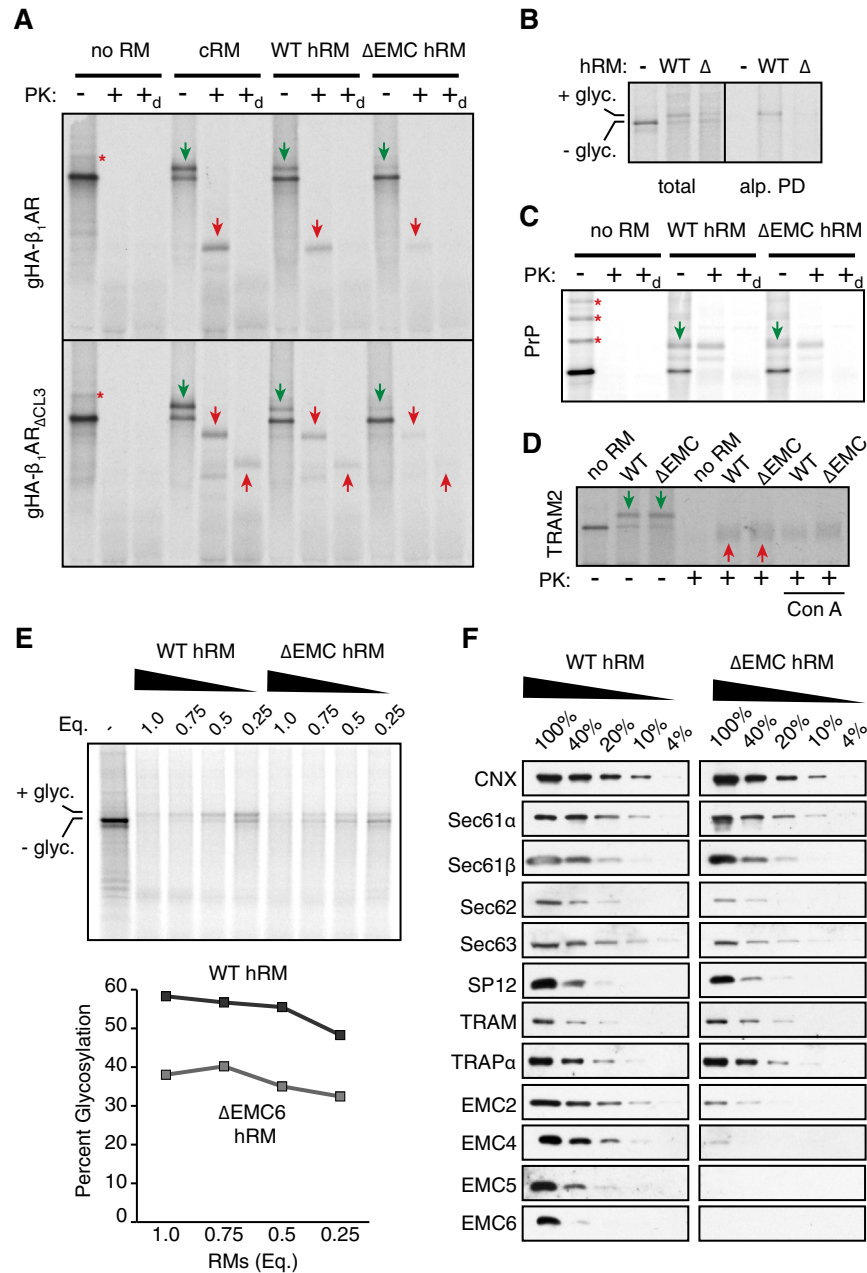 A
no RM cRM WT hRM ΔEMC hRM
PK: - + +d - + +d - + +d - + +d
*
gHA-β1AR
*
gHA-β1ARΔCL3
B
hRM: - WT Δ - WT Δ
+ glyc.
- glyc.
total alp. PD
C
no RM WT hRM ΔEMC hRM
PK: - + +d - + +d - + +d
*
*
*
PrP
D
no RM WT ΔEMC no RM WT ΔEMC WT ΔEMC
TRAM2
PK: - - - + + + + +
Con A
E
WT hRM ΔEMC hRM
Eq. - 1.0 0.75 0.5 0.25 1.0 0.75 0.5 0.25
+ glyc.
- glyc.
Percent Glycosylation
60
50
40
30
20
10
0
WT hRM
ΔEMC6
hRM
1.0 0.75 0.5 0.25
RMs (Eq.)
F
WT hRM ΔEMC hRM
100% 40% 20% 10% 4% 100% 40% 20% 10% 4%
CNX
Sec61α
Sec61β
Sec62
Sec63
SP12
TRAM
TRAPα
EMC2
EMC4
EMC5
EMC6